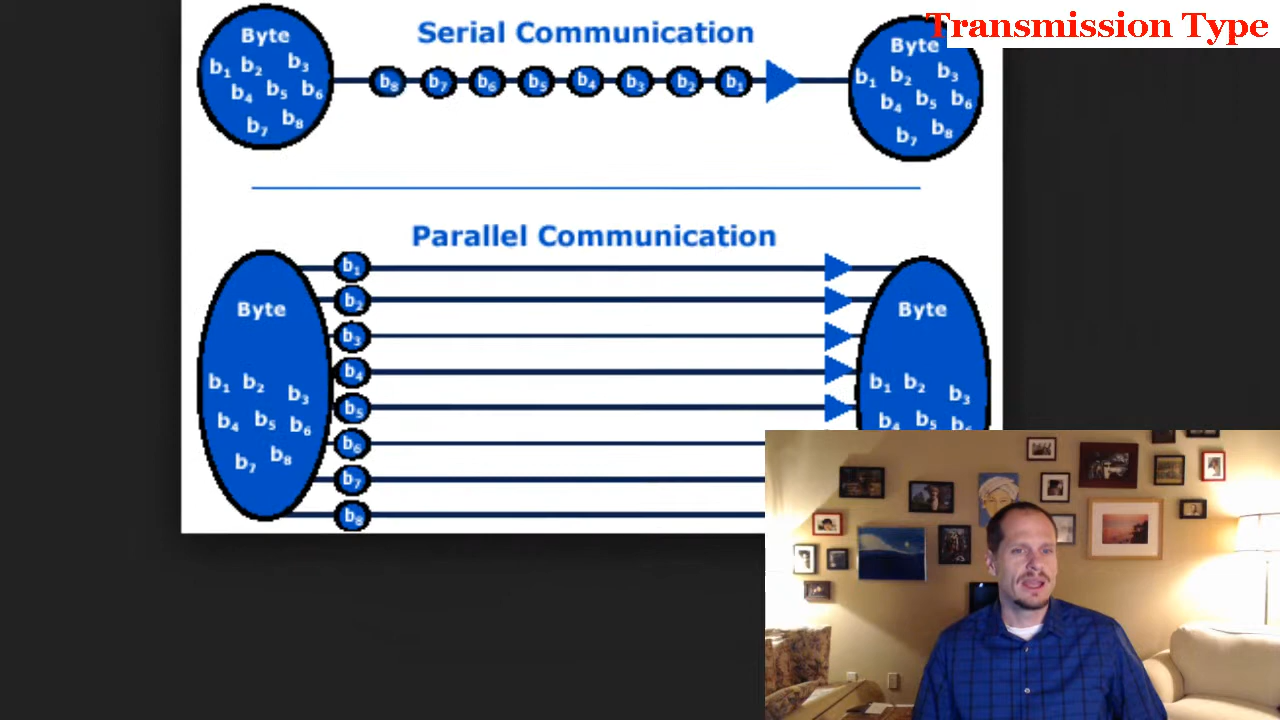 Transmission Type
Serial Communication
Byte
b1 b2 b3
b4 b5 b6
b7 b8
b8 b7 b6 b5 b4 b3 b2 b1
Byte
b1 b2 b3
b4 b5 b6
b7 b8
Parallel Communication
Byte
b1 b2 b3
b4 b5 b6
b7 b8
b1
b2
b3
b4
b5
b6
b7
b8
Byte
b1 b2 b3
b4 b5 b6